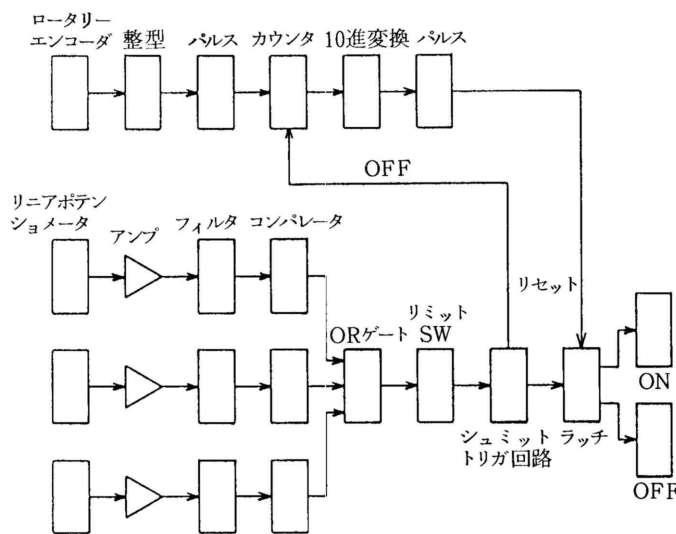 ロータリー
エンコーダ
整型
パルス
カウンタ
10進変換
パルス
OFF
リニアポテン
ショメータ
アンプ
フィルタ
コンパレータ
リセット
ORゲート
リミット
SW
ON
シュミット
トリガ回路
ラッチ
OFF